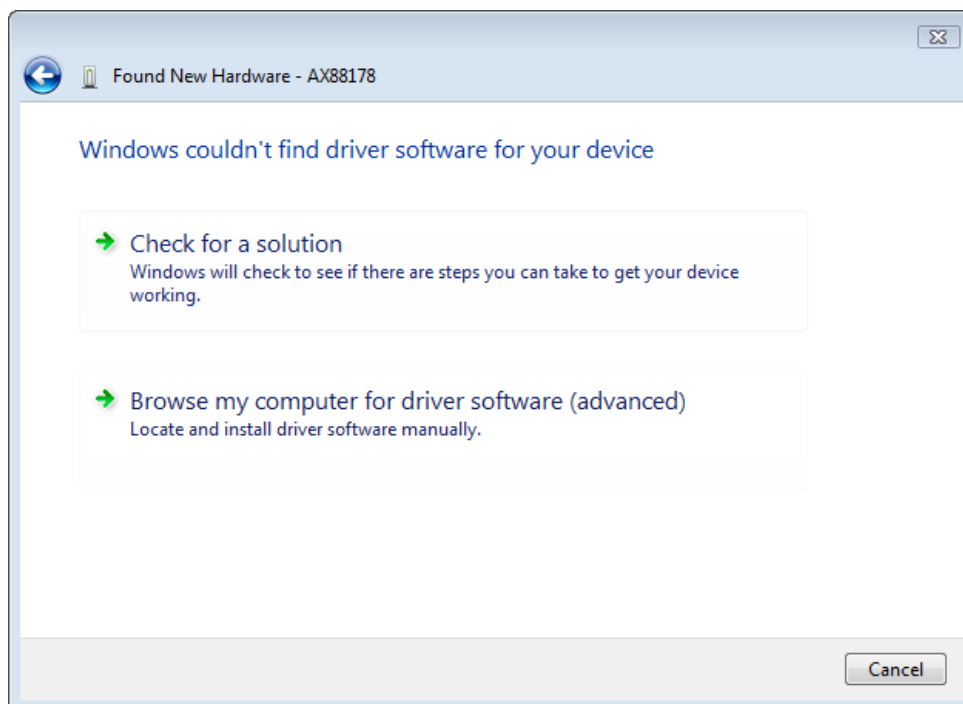 Found New Hardware - AX88178
Windows couldn't find driver software for your device
Check for a solution
Windows will check to see if there are steps you can take to get your device
working.
Browse my computer for driver software (advanced)
Locate and install driver software manually.
Cancel